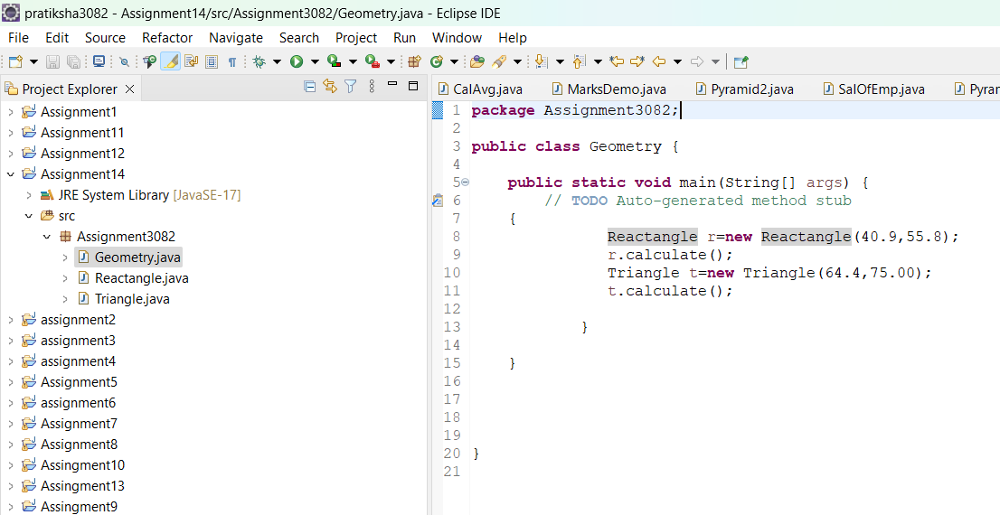 pratiksha3082 - Assignment14/src/Assignment3082/Geometry.java - Eclipse IDE
File Edit Source Refactor Navigate Search Project Run Window Help
Project Explorer
Assignment1
Assignment11
Assignment12
Assignment14
JRE System Library [JavaSE-17]
src
Assignment3082
Geometry.java
Reactangle.java
Triangle.java
assignment2
assignment3
assignment4
Assignment5
assignment6
Assignment7
Assignment8
Assingment10
Assingment13
Assingment9
CalAvg.java MarksDemo.java Pyramid2.java SalOfEmp.java Pyran
1 package Assignment3082;
2
3 public class Geometry {
4
5 public static void main(String[] args) {
6 // TODO Auto-generated method stub
7 {
8 Reactangle r=new Reactangle(40.9,55.8);
9 r.calculate();
10 Triangle t=new Triangle(64.4,75.00);
11 t.calculate();
12
13 }
14
15 }
16
17
18
19
20 }
21